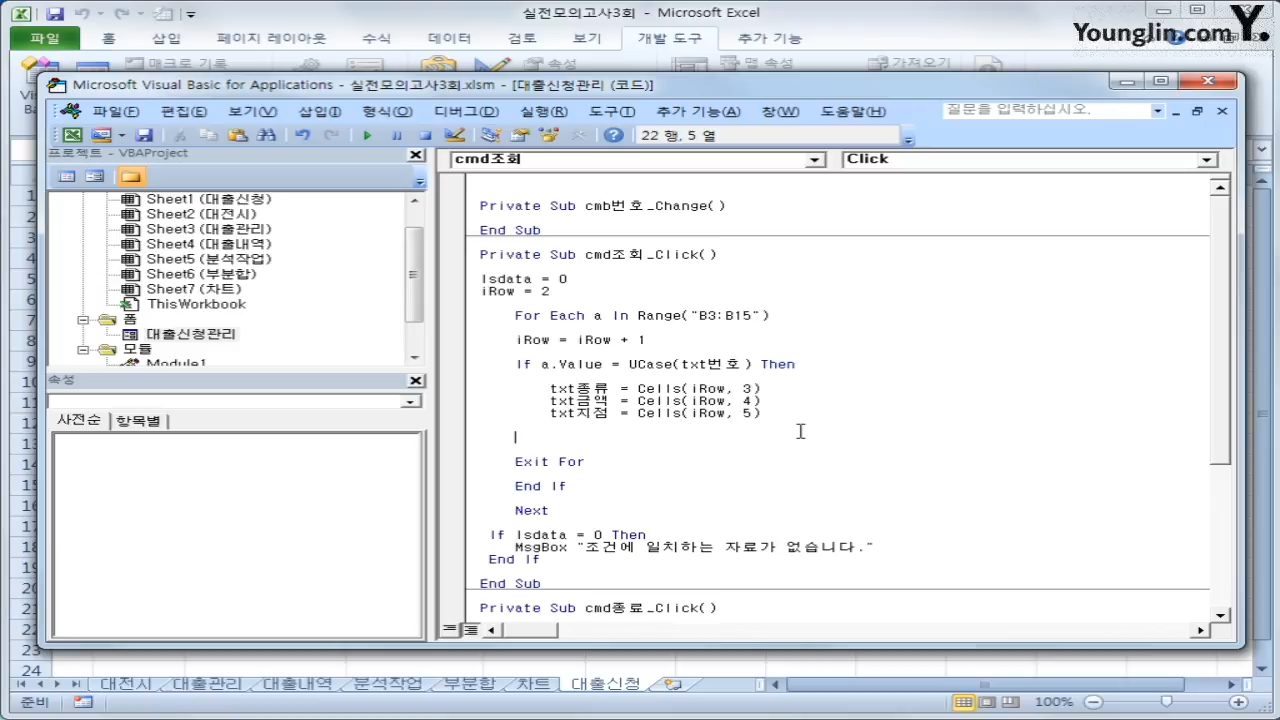 실전모의고사3회 - Microsoft Excel
Younglin.com Y.
파일 홈 삽입 페이지 레이아웃 수식 데이터 검토 보기 개발 도구 추가 기능
매크로 기록 속성 맵 속성 가져오기
Microsoft Visual Basic for Applications - 실전모의고사3회.xlsm - [대출신청관리 (코드)]
파일(F) 편집(E) 보기(V) 삽입(I) 형식(O) 디버그(D) 실행(R) 도구(T) 추가 기능(A) 창(W) 도움말(H) 질문을 입력하십시오.
22 행, 5 열
프로젝트 - VBAProject
Sheet1 (대출신청)
Sheet2 (대전시)
Sheet3 (대출관리)
Sheet4 (대출내역)
Sheet5 (분석작업)
Sheet6 (부분합)
Sheet7 (차트)
ThisWorkbook
폼
대출신청관리
모듈
Module1
속성
사전순 항목별
cmd조회 Click
Private Sub cmb번호_Change()
End Sub
Private Sub cmd조회_Click()
Isdata = 0
iRow = 2
For Each a In Range("B3:B15")
iRow = iRow + 1
If a.Value = UCase(txt번호) Then
txt종류 = Cells(iRow, 3)
txt금액 = Cells(iRow, 4)
txt지점 = Cells(iRow, 5)
Exit For
End If
Next
If Isdata = 0 Then
MsgBox "조건에 일치하는 자료가 없습니다."
End If
End Sub
Private Sub cmd종료_Click()
23
24
대전시 대출관리 대출내역 분석작업 부분합 차트 대출신청
준비 100%